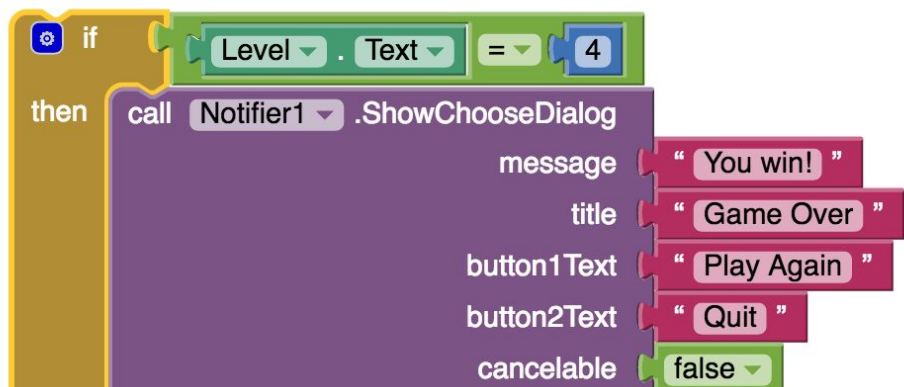 if Level . Text = 4
then call Notifier1 .ShowChooseDialog
message “ You win! ”
title “ Game Over ”
button1Text “ Play Again ”
button2Text “ Quit ”
cancelable false